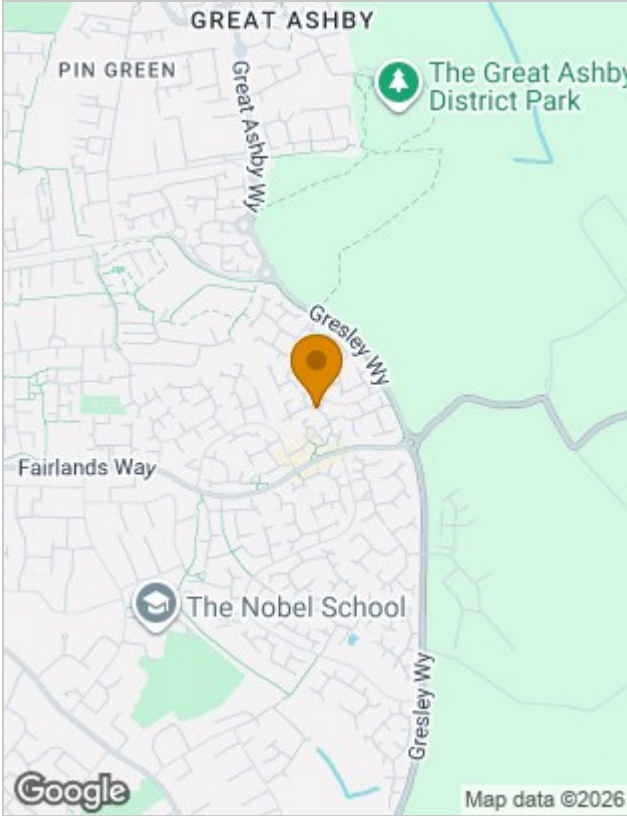 GREAT ASHBY
PIN GREEN
Great Ashby Wy
The Great Ashby
District Park
Gresley Wy
Fairlands Way
The Nobel School
Gresley Wy
Google
Map data ©2026